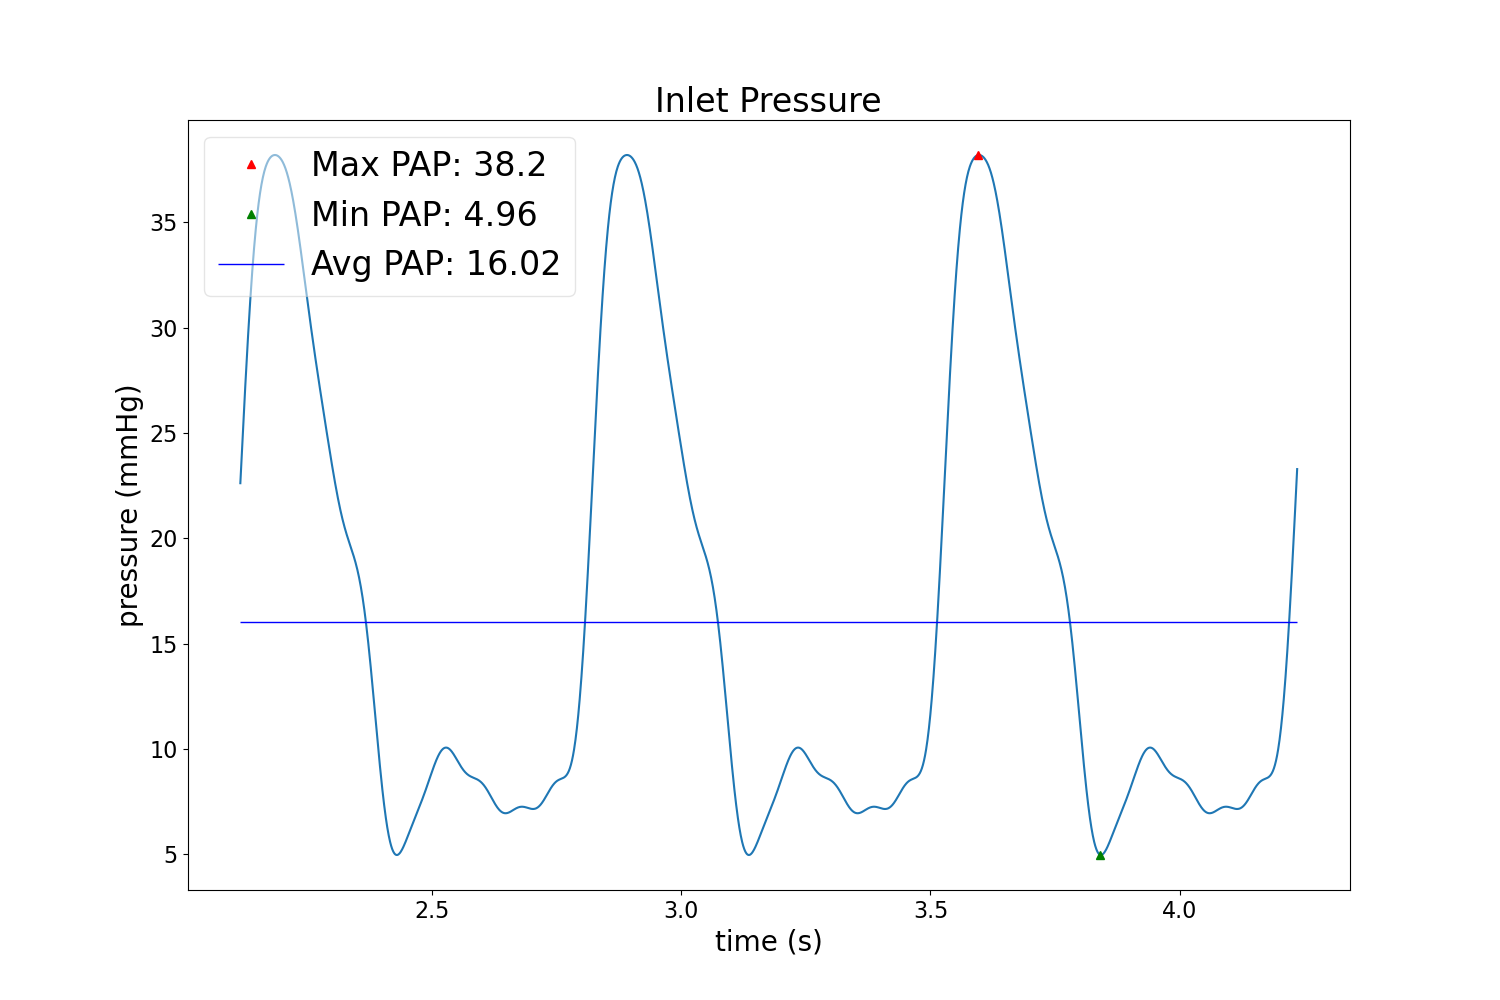 Inlet Pressure
Max PAP: 38.2
Min PAP: 4.96
Avg PAP: 16.02
pressure (mmHg)
35
30
25
20
15
10
5
2.5 3.0 3.5 4.0
time (s)